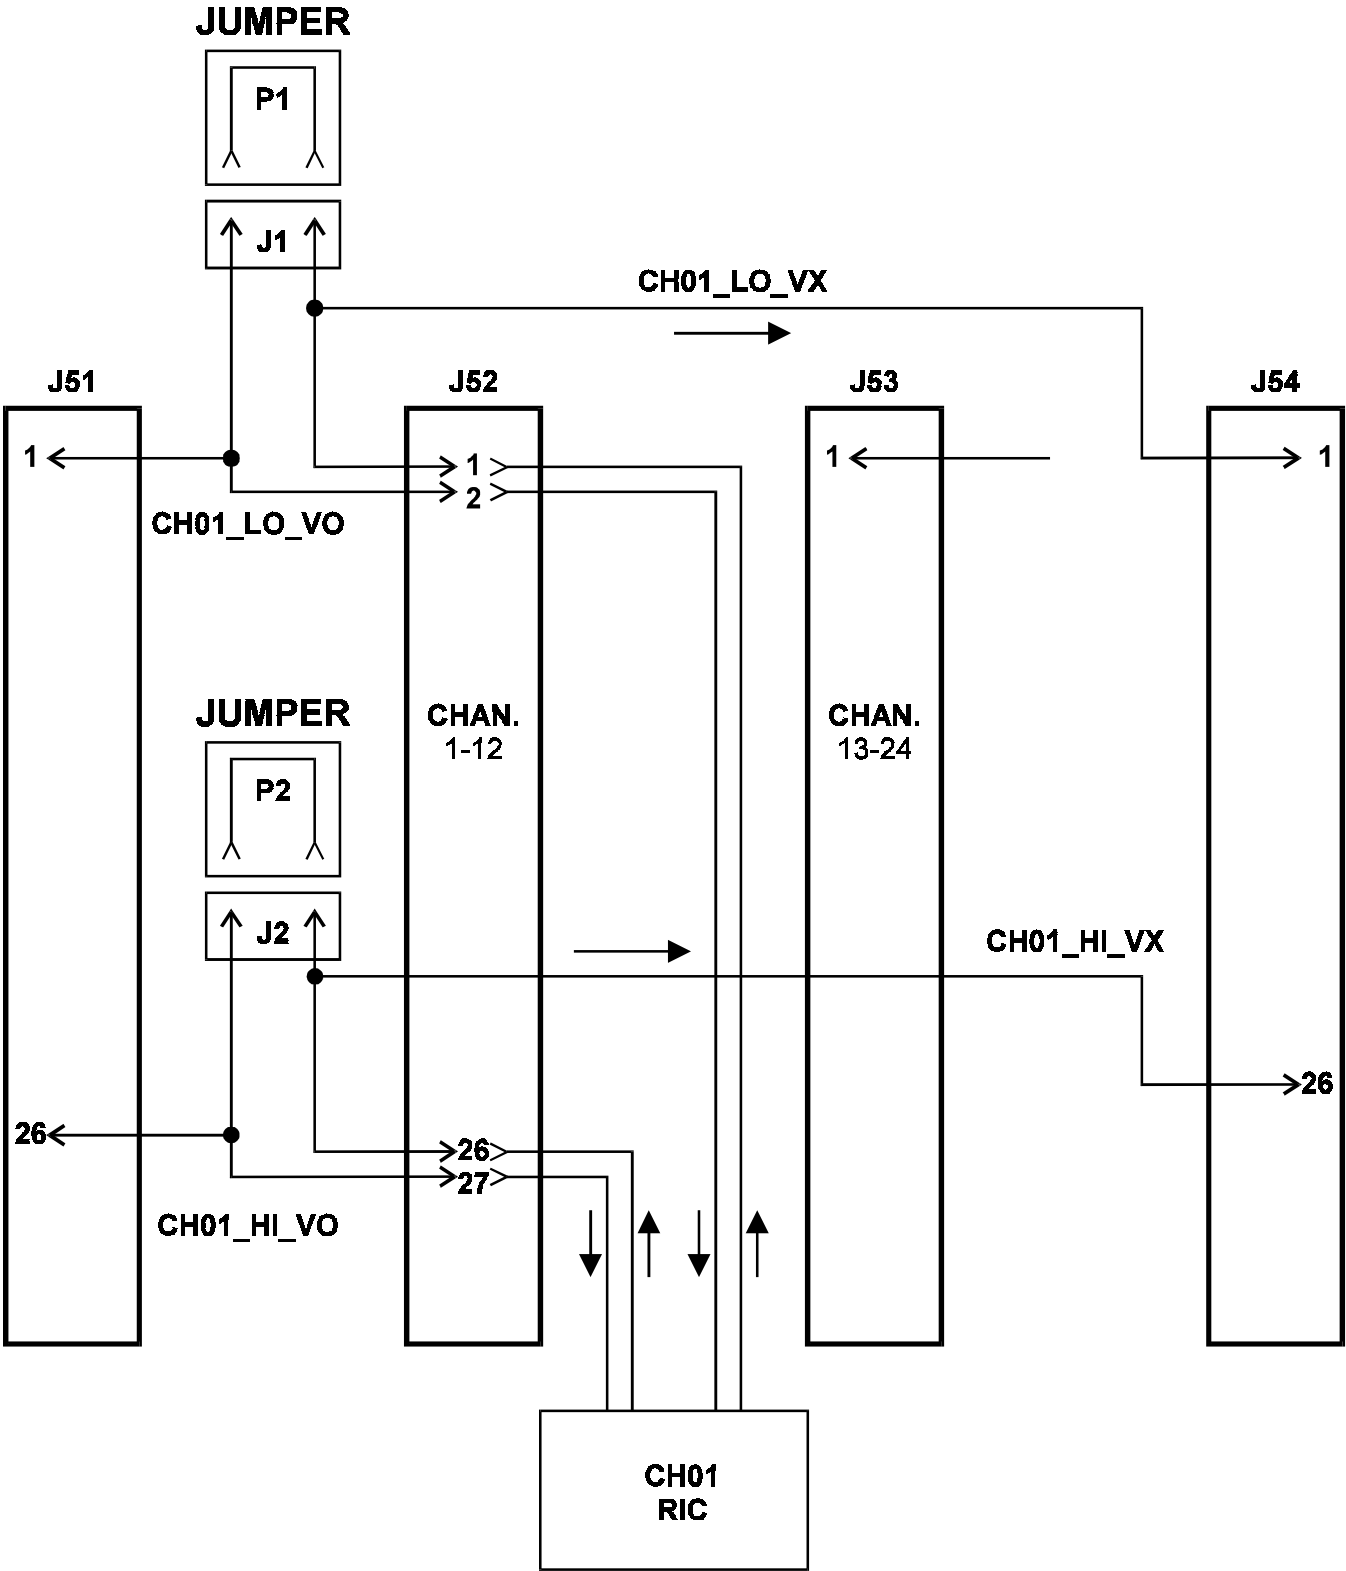 JUMPER
P1
J1
CH01_LO_VX
J51
J52
J53
J54
1
1
1
1
2
CH01_LO_VO
JUMPER
CHAN.
1-12
CHAN.
13-24
P2
J2
CH01_HI_VX
26
26
26
27
CH01_HI_VO
CH01
RIC